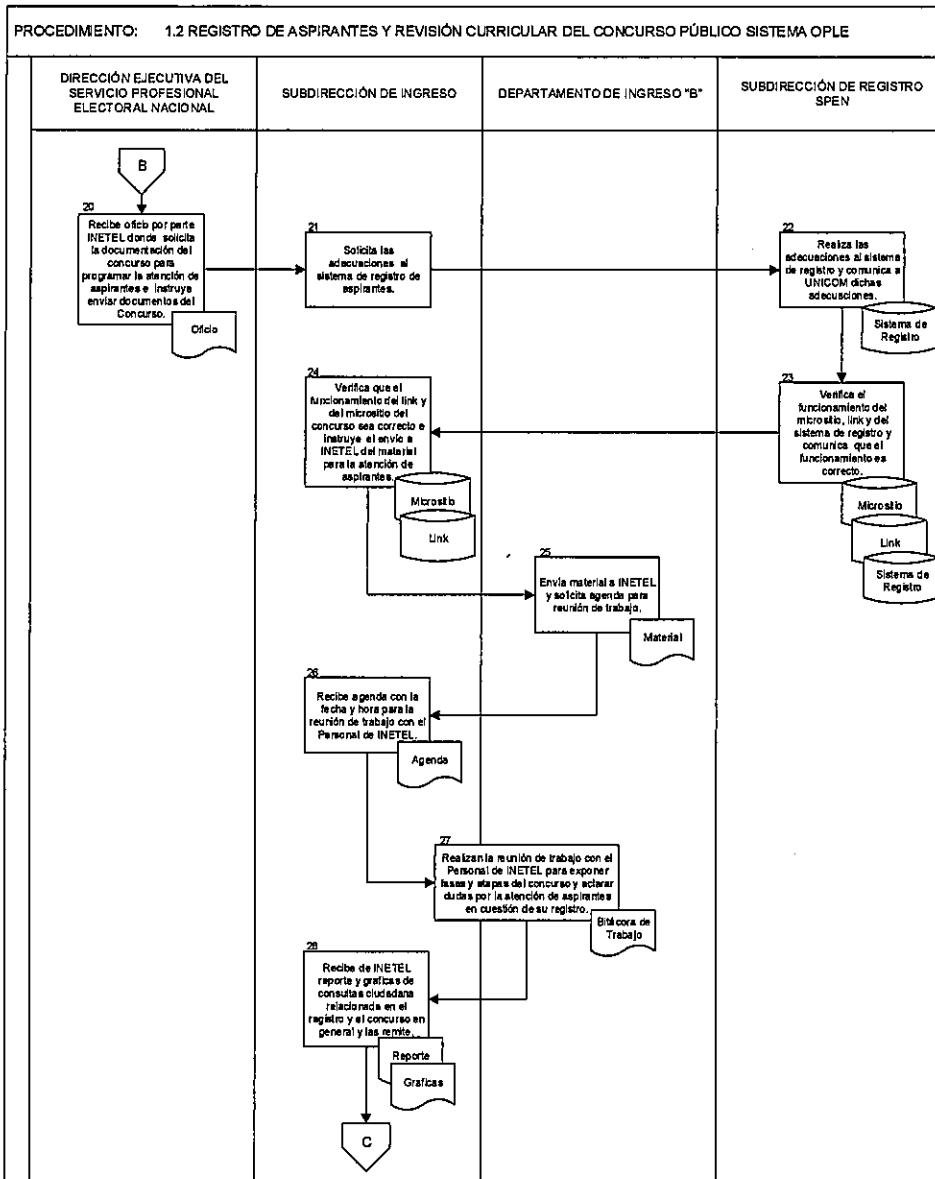 PROCEDIMIENTO: 1.2 REGISTRO DE ASPIRANTES Y REVISIÓN CURRICULAR DEL CONCURSO PÚBLICO SISTEMA OPLE
DIRECCIÓN EJECUTIVA DEL
SERVICIO PROFESIONAL
ELECTORAL NACIONAL
SUBDIRECCIÓN DE INGRESO
DEPARTAMENTO DE INGRESO "B"
SUBDIRECCIÓN DE REGISTRO
SPEN
B
20
Recibe oficio por parte
INETEL donde solicita
la documentación del
concurso para
programar la atención de
aspirantes e instruye
enviar documentos del
Concurso.
Oficio
21
Solicita las
adecuaciones al
sistema de registro de
aspirantes.
22
Realiza las
adecuaciones al sistema
de registro y comunica a
UNICOM dichas
adecuaciones.
Sistema de
Registro
23
Verifica el
funcionamiento del
micrositio, link y del
sistema de registro y
comunica que el
funcionamiento es
correcto.
Micrositio
Link
Sistema de
Registro
24
Verifica que el
funcionamiento del link y
del micrositio del
concurso sea correcto e
instruye el envío a
INETEL del material
para la atención de
aspirantes.
Micrositio
Link
25
Envía material a INETEL
y solicita agenda para
reunión de trabajo.
Material
26
Recibe agenda con la
fecha y hora para la
reunión de trabajo con el
Personal de INETEL.
Agenda
27
Realizan la reunión de trabajo con el
Personal de INETEL para exponer
fases y etapas del concurso y aclarar
dudas por la atención de aspirantes
en cuestión de su registro.
Bitácora de
Trabajo
28
Recibe de INETEL
reporte y graficas de
consultas ciudadana
relacionada en el
registro y el concurso en
general y las remite.
Reporte
Graficas
C